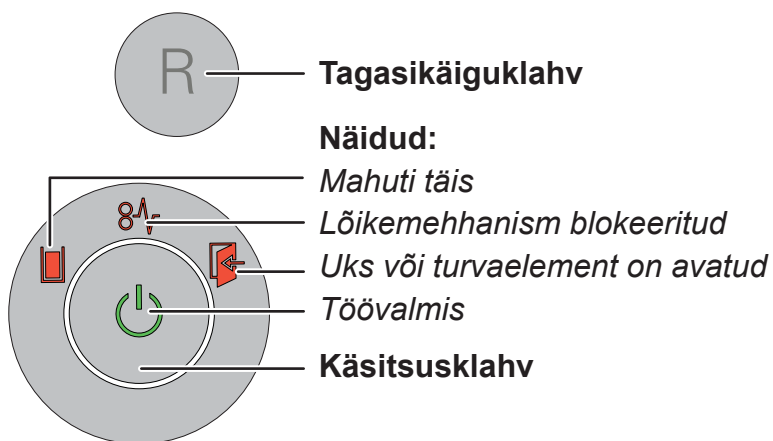 R
Tagasikäiguklahv
Näidud:
Mahuti täis
Lõikemehhanism blokeeritud
Uks või turvaelement on avatud
Töövalmis
Käsitsusklahv